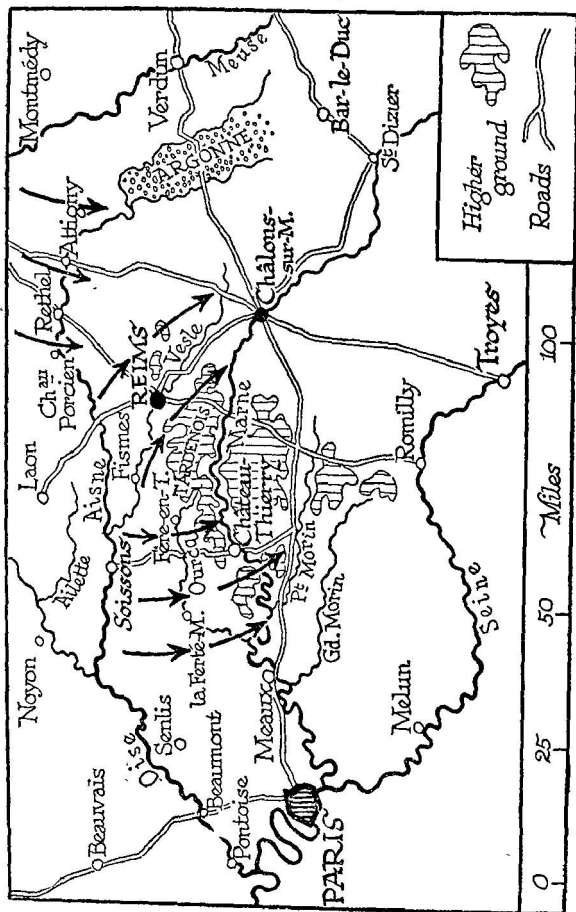 Montmédy
Verdun
Meuse
ARGONNE
Bar-le-Duc
St Dizier
Attigny
Rethel
Chau
Porcien
REIMS
Vesle
Châlons-
sur-M.
Laon
Aisne
Fismes
Ailette
Soissons
Fère-en-T.
TARDENOIS
Ourcq
la Ferté-M.
Château-
Thierry
Marne
Noyon
Oise
Senlis
Beauvais
Beaumont
Pontoise
Meaux
PARIS
Pt Morin
Gd. Morin
Melun
Seine
Romilly
Troyes
Higher
ground
Roads
0 25 50 Miles 100